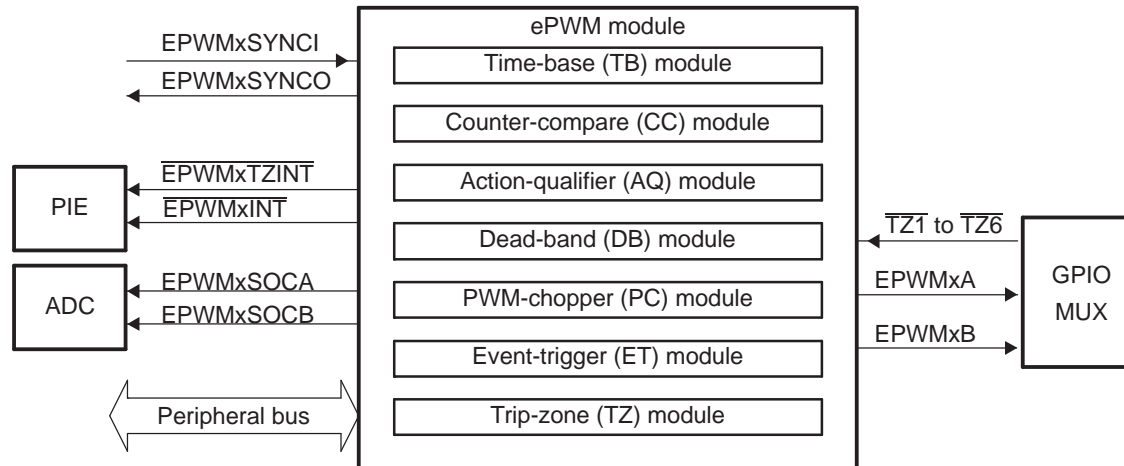 ePWM module
EPWMxSYNCI
Time-base (TB) module
EPWMxSYNCO
Counter-compare (CC) module
EPWMxTZINT
Action-qualifier (AQ) module
PIE
EPWMxINT
TZ1 to TZ6
Dead-band (DB) module
EPWMxSOCA
EPWMxA
GPIO
MUX
ADC
PWM-chopper (PC) module
EPWMxSOCB
EPWMxB
Event-trigger (ET) module
Peripheral bus
Trip-zone (TZ) module